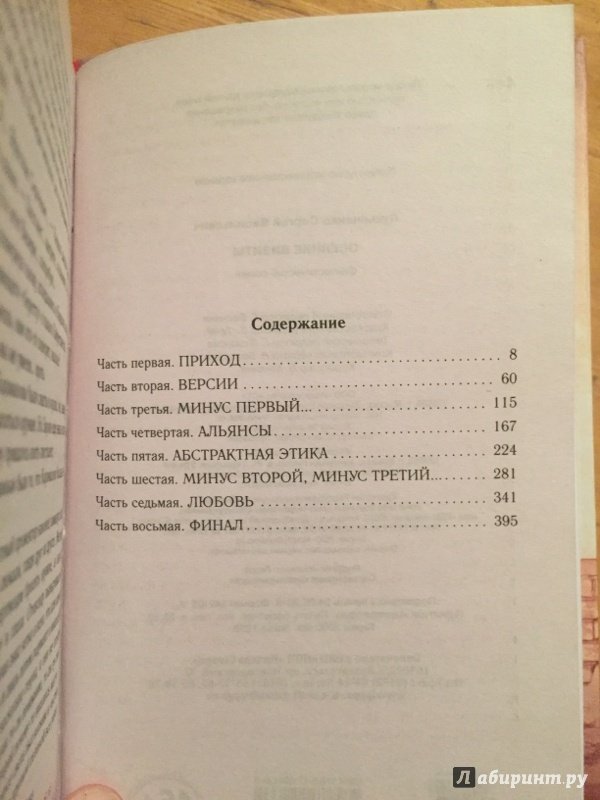 Содержание
Часть первая. ПРИХОД 8
Часть вторая. ВЕРСИИ 60
Часть третья. МИНУС ПЕРВЫЙ... 115
Часть четвертая. АЛЬЯНСЫ 167
Часть пятая. АБСТРАКТНАЯ ЭТИКА 224
Часть шестая. МИНУС ВТОРОЙ, МИНУС ТРЕТИЙ... 281
Часть седьмая. ЛЮБОВЬ 341
Часть восьмая. ФИНАЛ 395
Лабиринт.ру